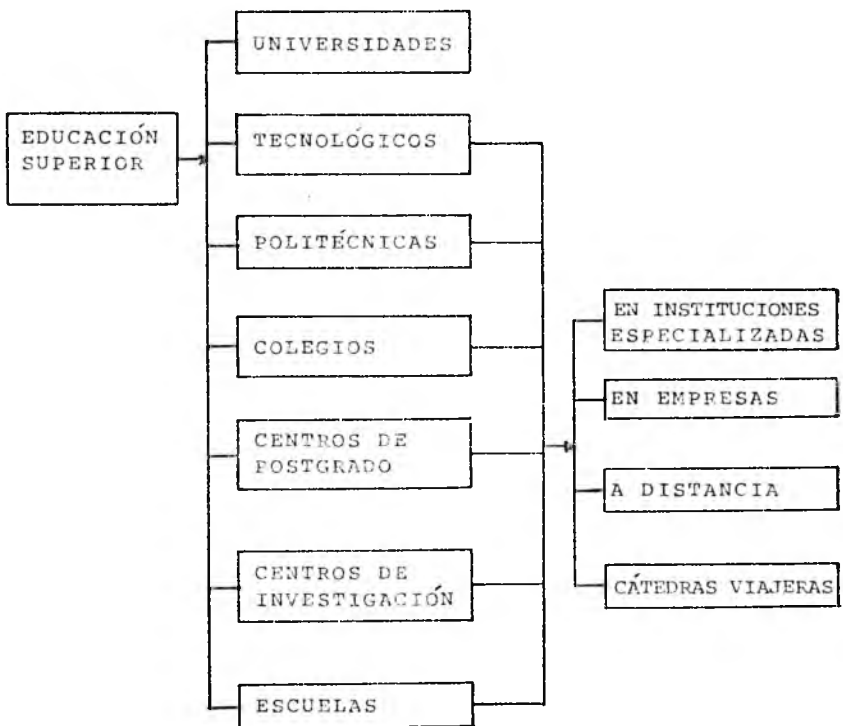 UNIVERSIDADES
EDUCACIÓN
SUPERIOR
TECNOLÓGICOS
POLITÉCNICAS
COLEGIOS
CENTROS DE
POSTGRADO
CENTROS DE
INVESTIGACIÓN
ESCUELAS
EN INSTITUCIONES
ESPECIALIZADAS
EN EMPRESAS
A DISTANCIA
CÁTEDRAS VIAJERAS